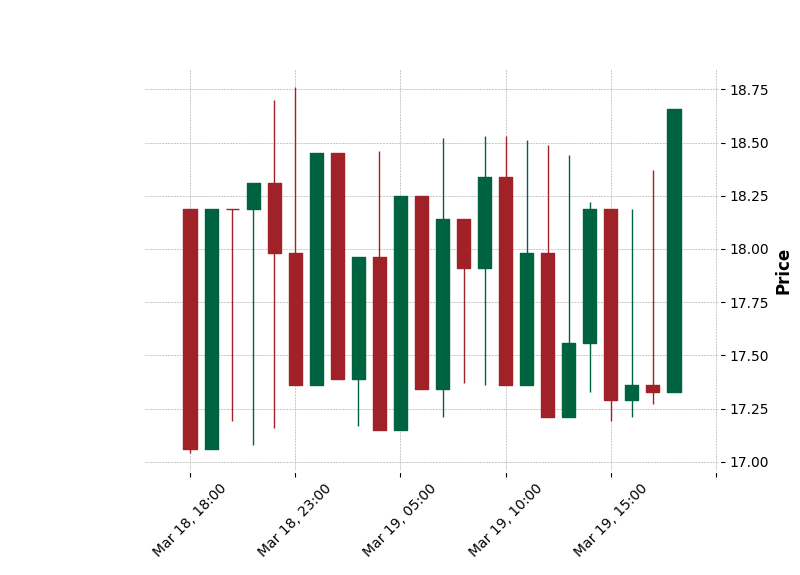 18.75
18.50
18.25
18.00
17.75
17.50
17.25
17.00
Price
Mar 18, 18:00
Mar 18, 23:00
Mar 19, 05:00
Mar 19, 10:00
Mar 19, 15:00